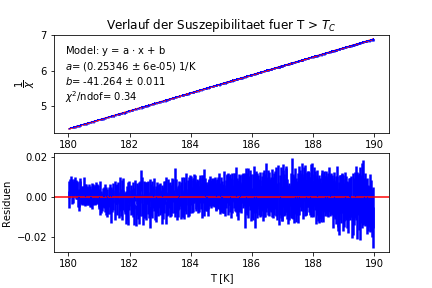 Verlauf der Suszepibilitaet fuer T > $T_C$
Model: y = a · x + b
a= (0.25346 ± 6e-05) 1/K
b= -41.264 ± 0.011
χ²/ndof= 0.34
1/χ
7
6
5
180 182 184 186 188 190
Residuen
0.02
0.00
−0.02
180 182 184 186 188 190
T [K]